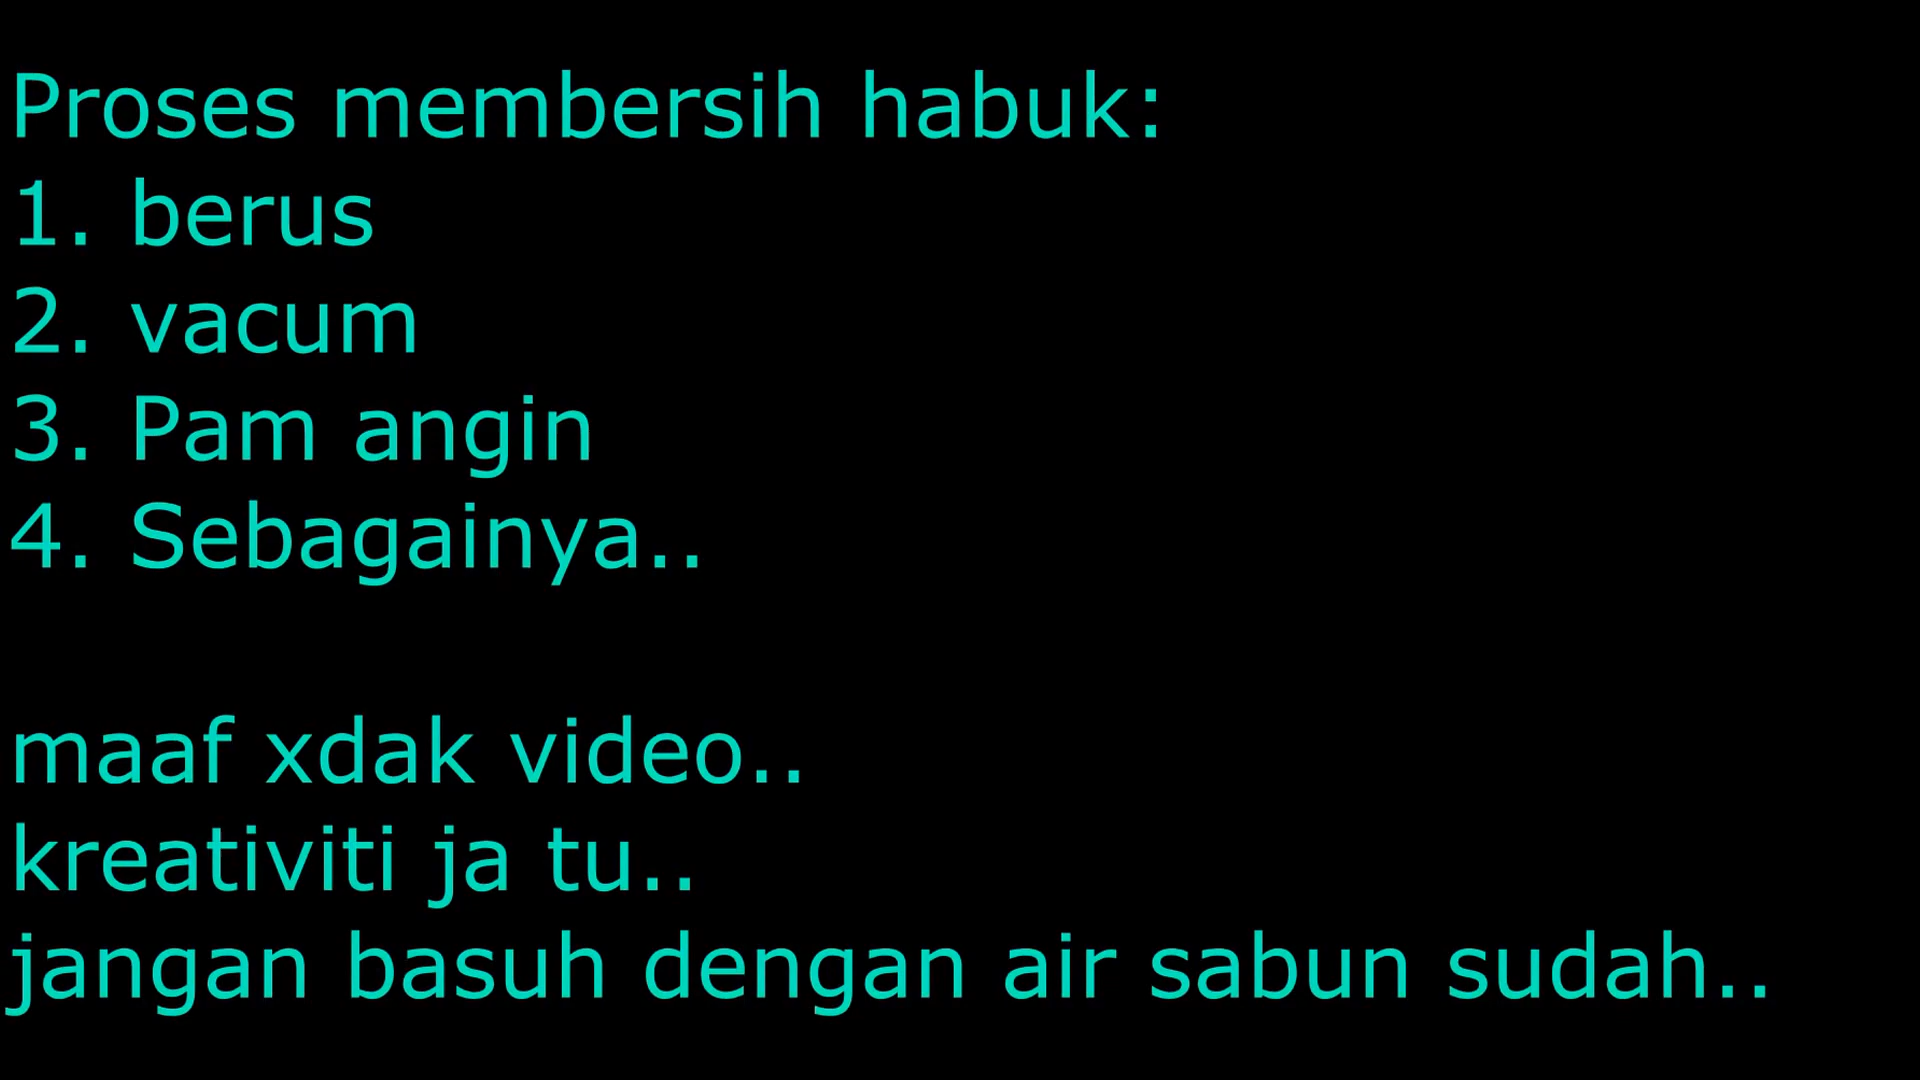 Proses membersih habuk:
1. berus
2. vacum
3. Pam angin
4. Sebagainya..
maaf xdak video..
kreativiti ja tu..
jangan basuh dengan air sabun sudah..